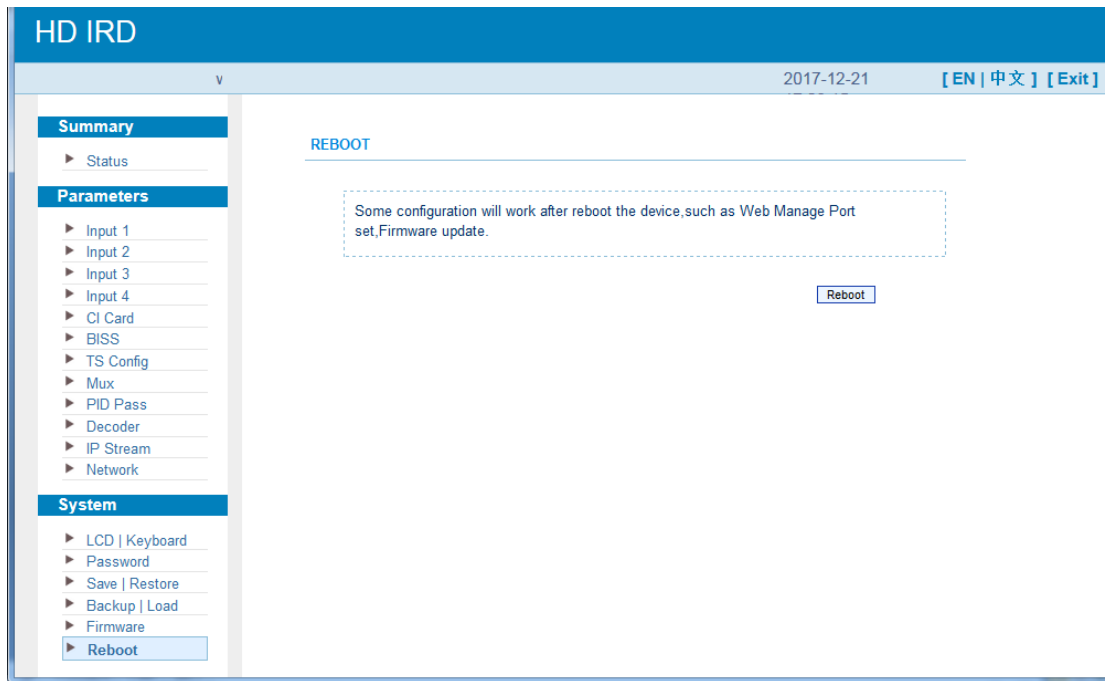 HD IRD
v
2017-12-21
[ EN | 中文 ] [ Exit ]
Summary
Status
Parameters
Input 1
Input 2
Input 3
Input 4
CI Card
BISS
TS Config
Mux
PID Pass
Decoder
IP Stream
Network
System
LCD | Keyboard
Password
Save | Restore
Backup | Load
Firmware
Reboot
REBOOT
Some configuration will work after reboot the device,such as Web Manage Port
set,Firmware update.
Reboot